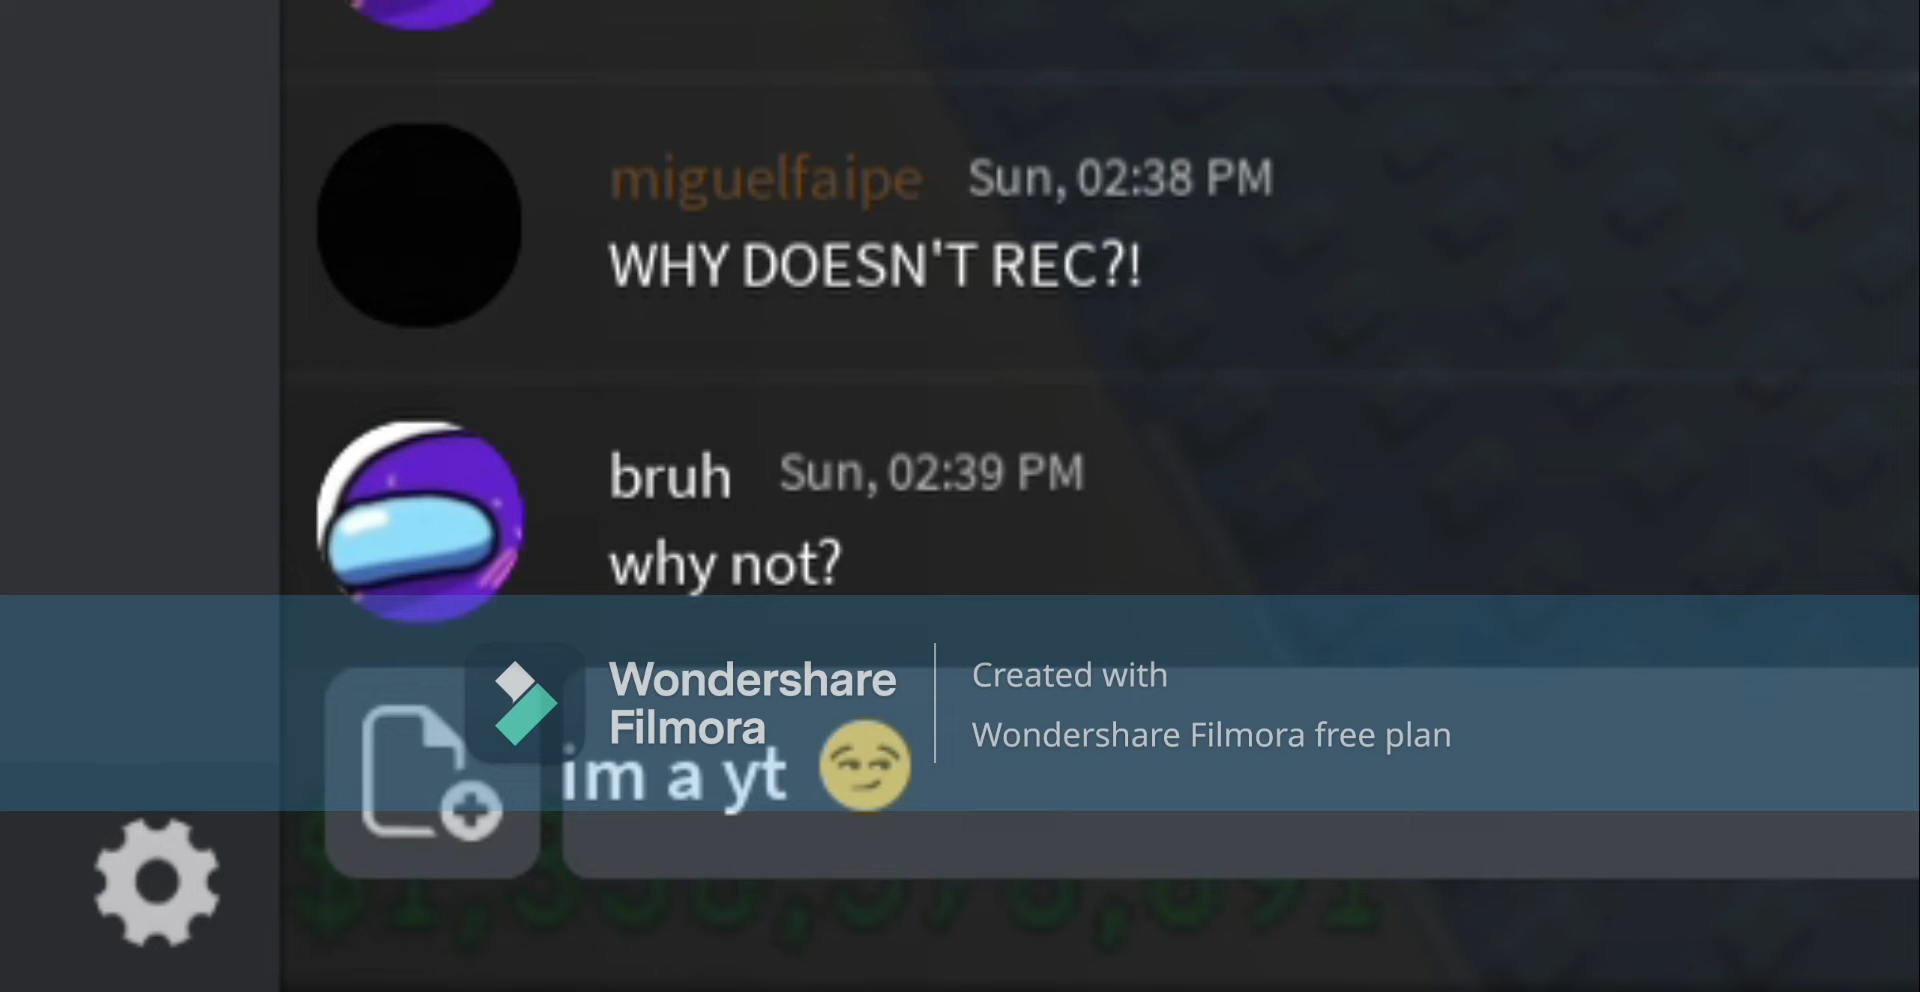 miguelfaipe Sun, 02:38 PM
WHY DOESN'T REC?!
bruh Sun, 02:39 PM
why not?
Wondershare
Filmora
Created with
Wondershare Filmora free plan
im a yt 😏